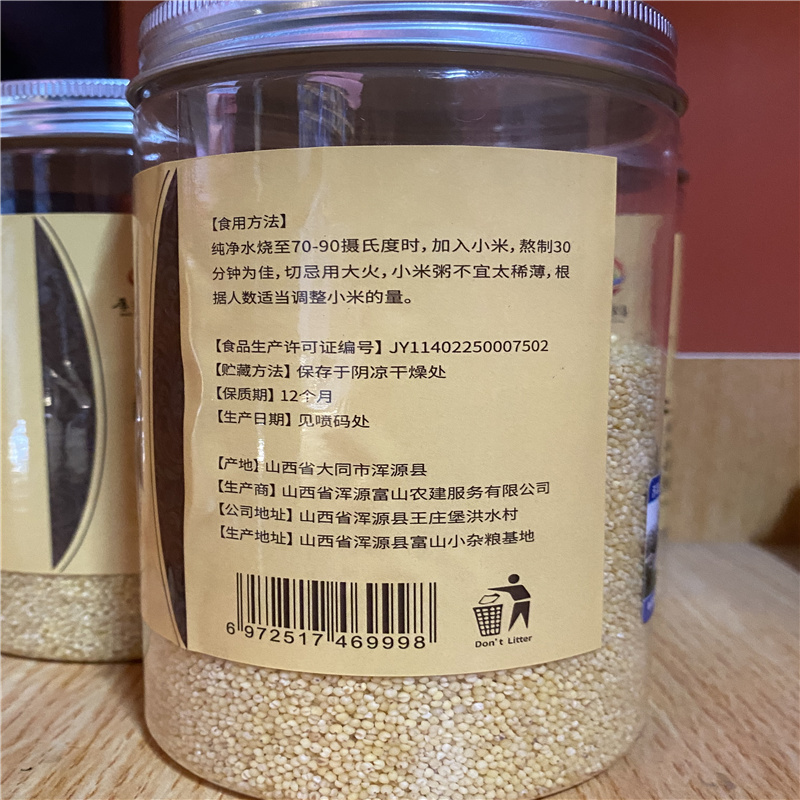 【食用方法】
纯净水烧至70-90摄氏度时，加入小米，熬制30
分钟为佳，切忌用大火，小米粥不宜太稀薄，根
据人数适当调整小米的量。
【食品生产许可证编号】JY11402250007502
【贮藏方法】保存于阴凉干燥处
【保质期】12个月
【生产日期】见喷码处
【产地】山西省大同市浑源县
【生产商】山西省浑源富山农建服务有限公司
【公司地址】山西省浑源县王庄堡洪水村
【生产地址】山西省浑源县富山小杂粮基地
6 972517 469998
Don't Litter